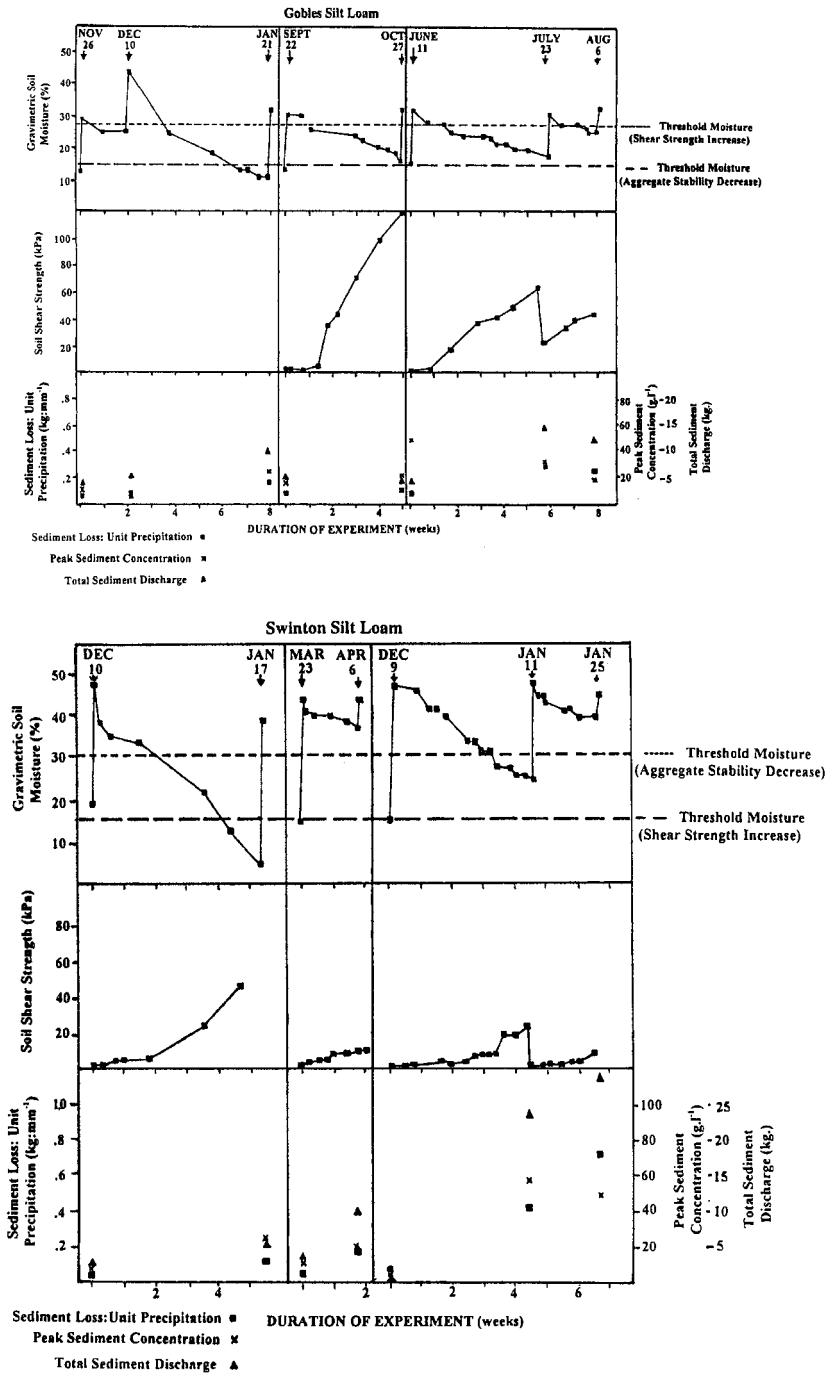 Gobles Silt Loam
NOV DEC JAN SEPT OCT JUNE JULY AUG
26 10 21 22 27 11 23 6
Gravimetric Soil
Moisture (%)
50
40
30
20
10
Threshold Moisture
(Shear Strength Increase)
Threshold Moisture
(Aggregate Stability Decrease)
Soil Shear Strength (kPa)
100
80
60
40
20
Sediment Loss: Unit
Precipitation (kg:mm-1)
.8
.6
.4
.2
80
60
40
20
Peak Sediment
Concentration (g.l-1)
20
15
10
5
Total Sediment
Discharge (kg.)
2 4 6 8 2 4 2 4 6 8
DURATION OF EXPERIMENT (weeks)
Sediment Loss: Unit Precipitation
Peak Sediment Concentration
Total Sediment Discharge
Swinton Silt Loam
DEC JAN MAR APR DEC JAN JAN
10 17 23 6 9 11 25
Gravimetric Soil
Moisture (%)
50
40
30
20
10
Threshold Moisture
(Aggregate Stability Decrease)
Threshold Moisture
(Shear Strength Increase)
Soil Shear Strength (kPa)
80
60
40
20
Sediment Loss: Unit
Precipitation (kg:mm-1)
1.0
.8
.6
.4
.2
100
80
60
40
20
Peak Sediment
Concentration (g.l-1)
25
20
15
10
5
Total Sediment
Discharge (kg.)
2 4 2 2 4 6
Sediment Loss: Unit Precipitation
DURATION OF EXPERIMENT (weeks)
Peak Sediment Concentration
Total Sediment Discharge